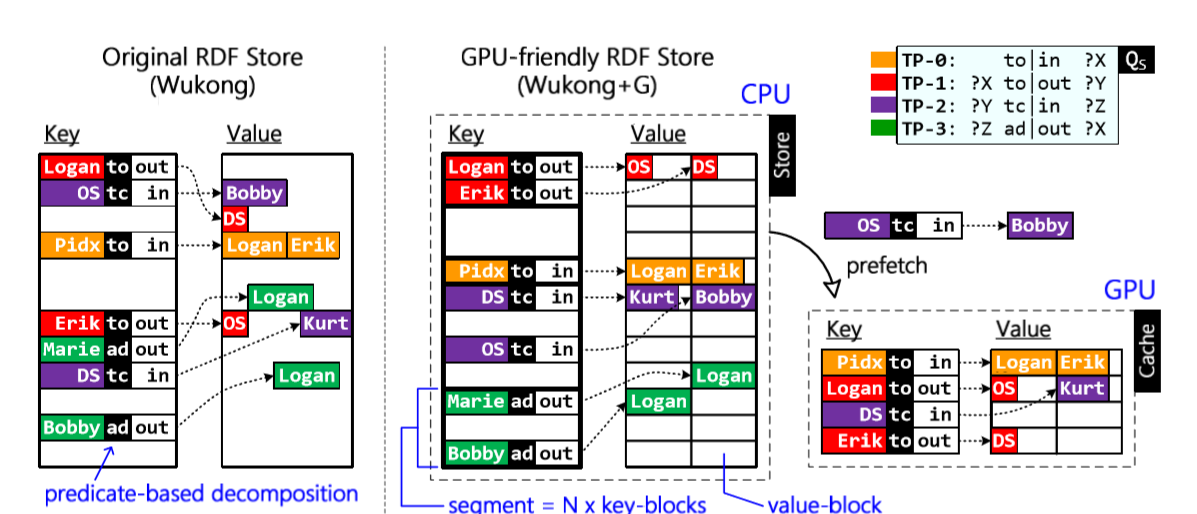 Original RDF Store
(Wukong)
Key Value
Logan to out
OS tc in Bobby
DS
Pidx to in Logan Erik
Logan
Erik to out OS Kurt
Marie ad out
DS tc in Logan
Bobby ad out
predicate-based decomposition
GPU-friendly RDF Store
(Wukong+G)
CPU
Store
Key Value
Logan to out OS DS
Erik to out
Pidx to in Logan Erik
DS tc in Kurt Bobby
OS tc in
Logan
Marie ad out Logan
Bobby ad out
segment = N x key-blocks
value-block
TP-0: to|in ?X
TP-1: ?X to|out ?Y
TP-2: ?Y tc|in ?Z
TP-3: ?Z ad|out ?X
QS
OS tc in Bobby
prefetch
GPU
Cache
Key Value
Pidx to in Logan Erik
Logan to out OS Kurt
DS tc in
Erik to out DS